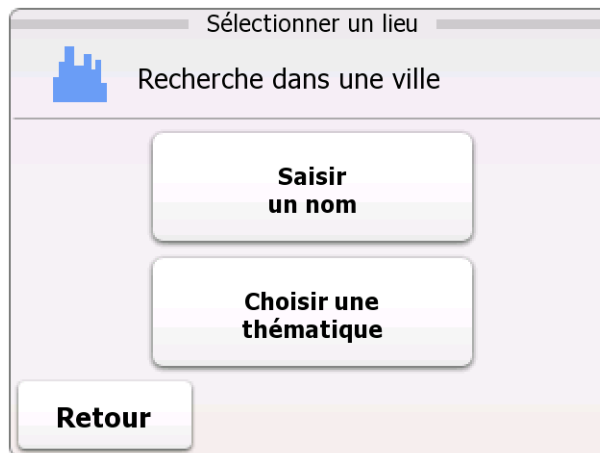 Sélectionner un lieu
Recherche dans une ville
Saisir
un nom
Choisir une
thématique
Retour